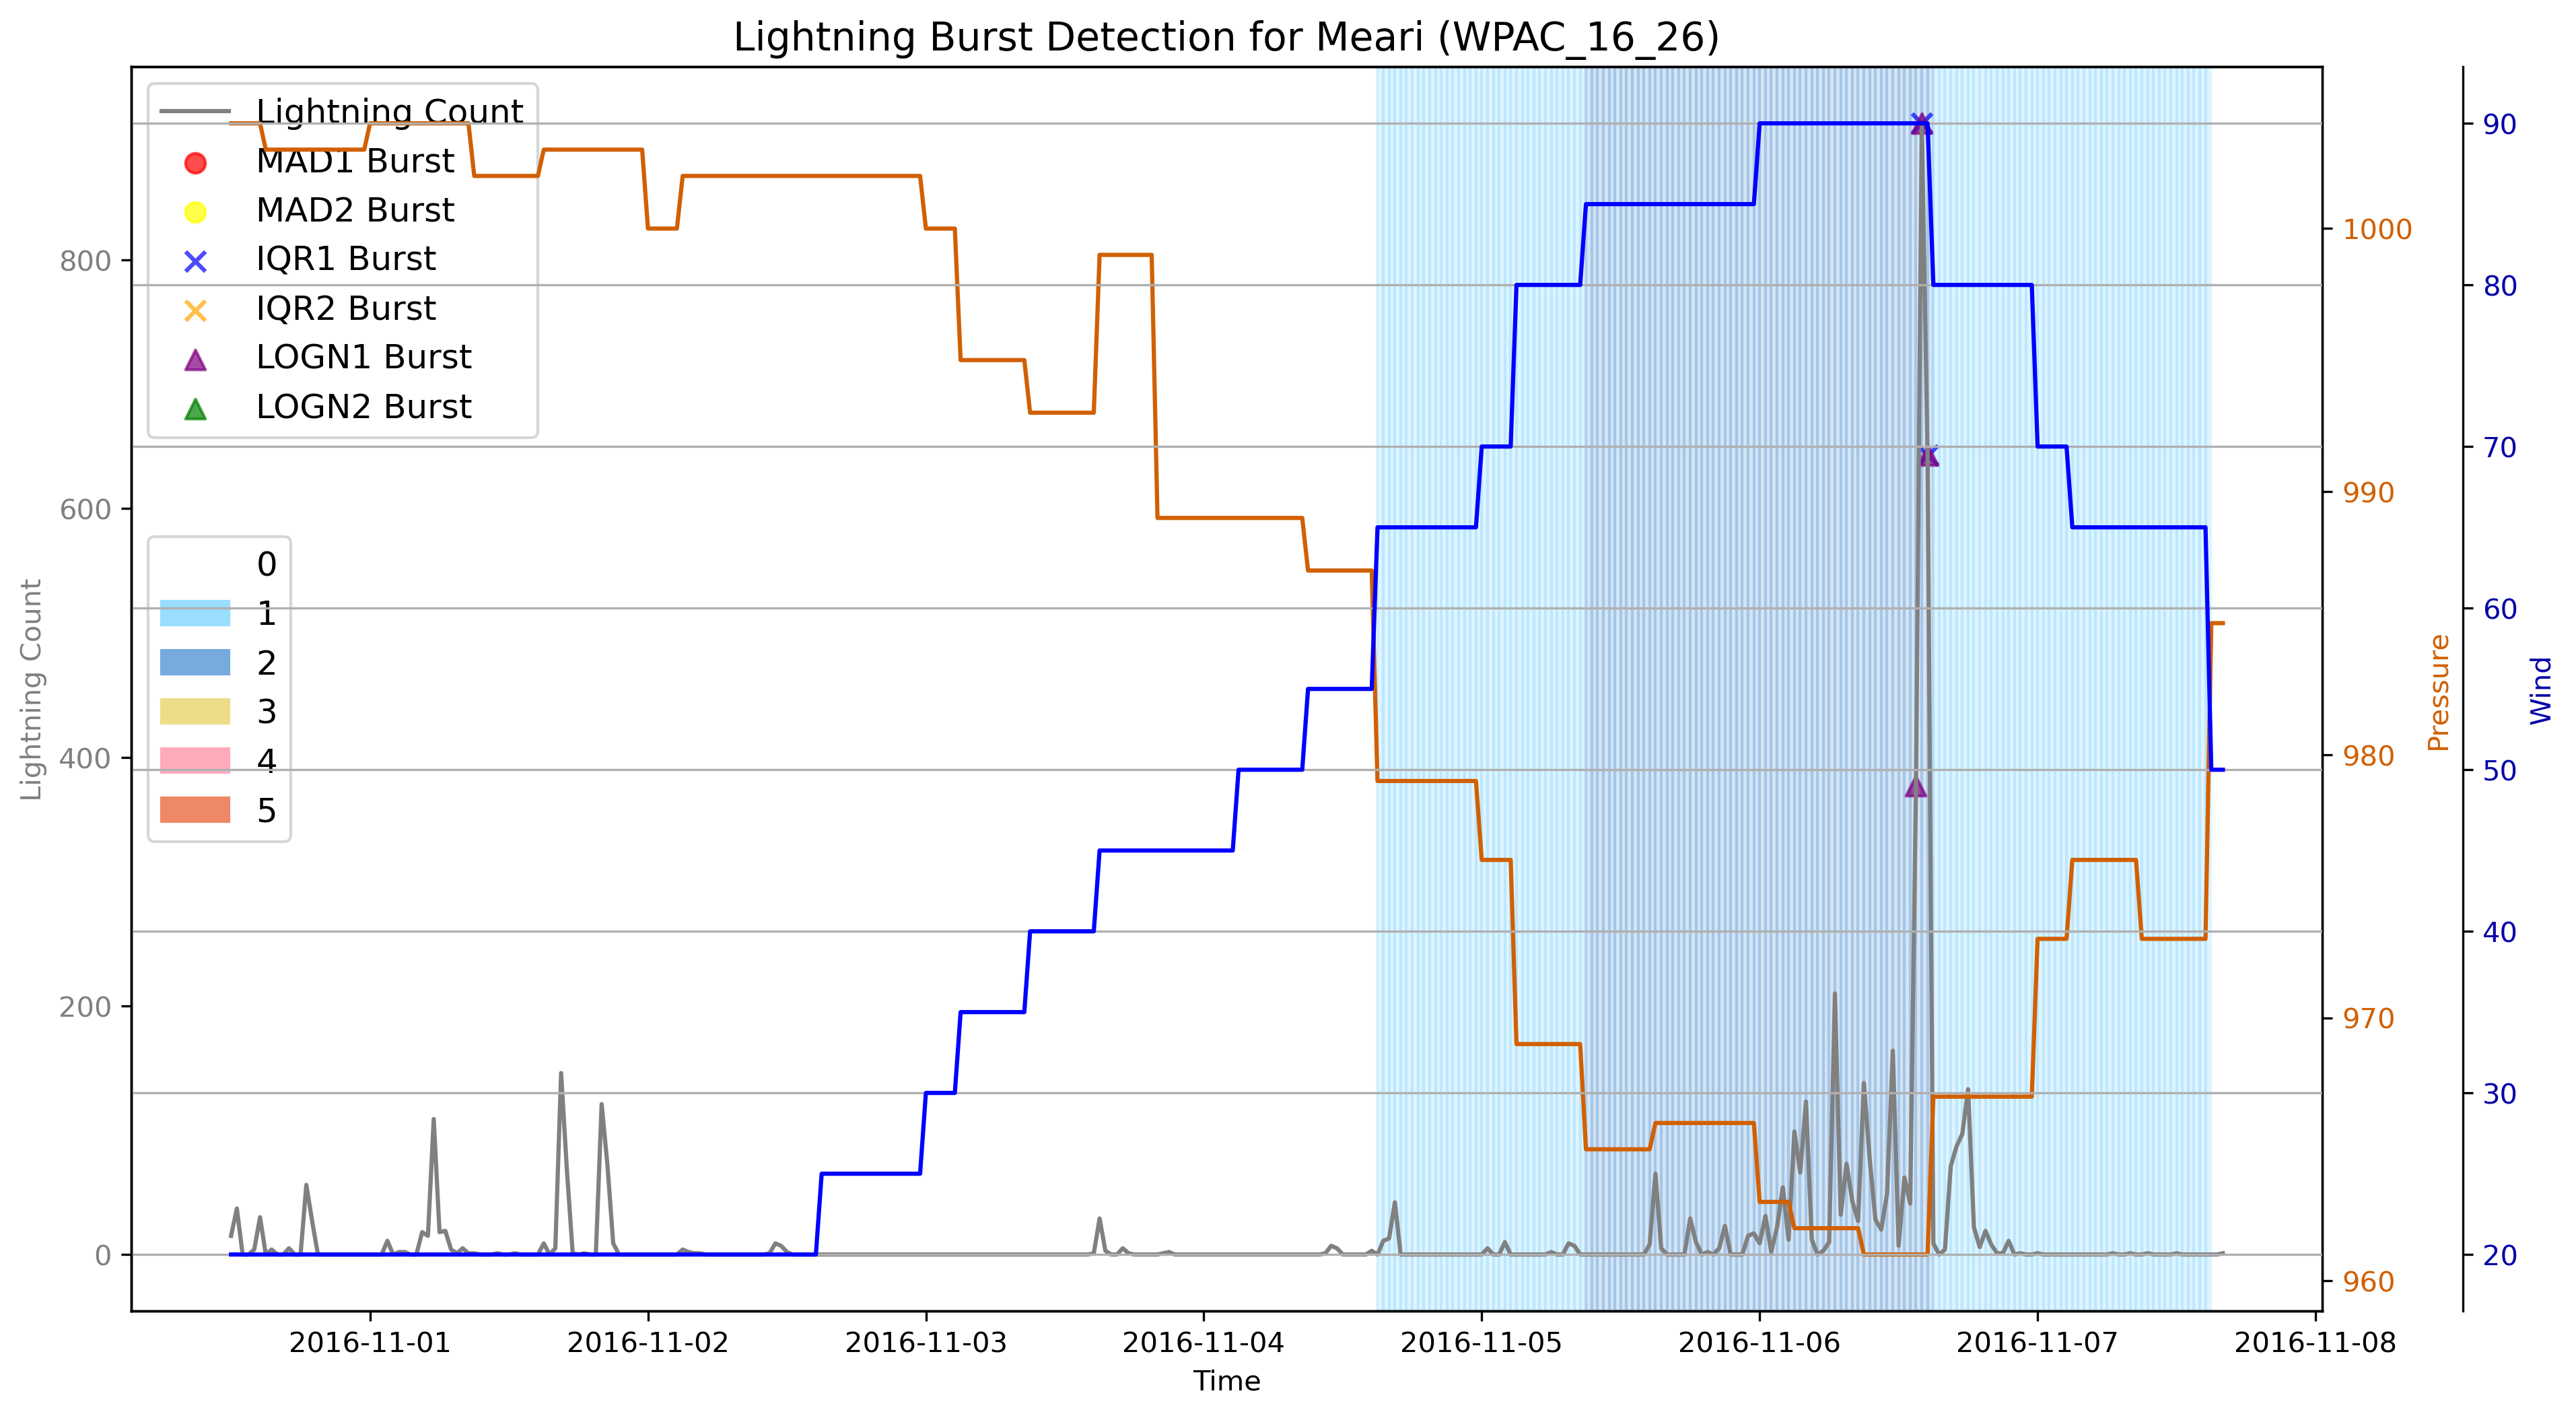 Lightning Burst Detection for Meari (WPAC_16_26)
Lightning Count
MAD1 Burst
MAD2 Burst
IQR1 Burst
IQR2 Burst
LOGN1 Burst
LOGN2 Burst
0
1
2
3
4
5
Lightning Count
800
600
400
200
0
1000
990
980
970
960
Pressure
90
80
70
60
50
40
30
20
Wind
2016-11-01 2016-11-02 2016-11-03 2016-11-04 2016-11-05 2016-11-06 2016-11-07 2016-11-08
Time